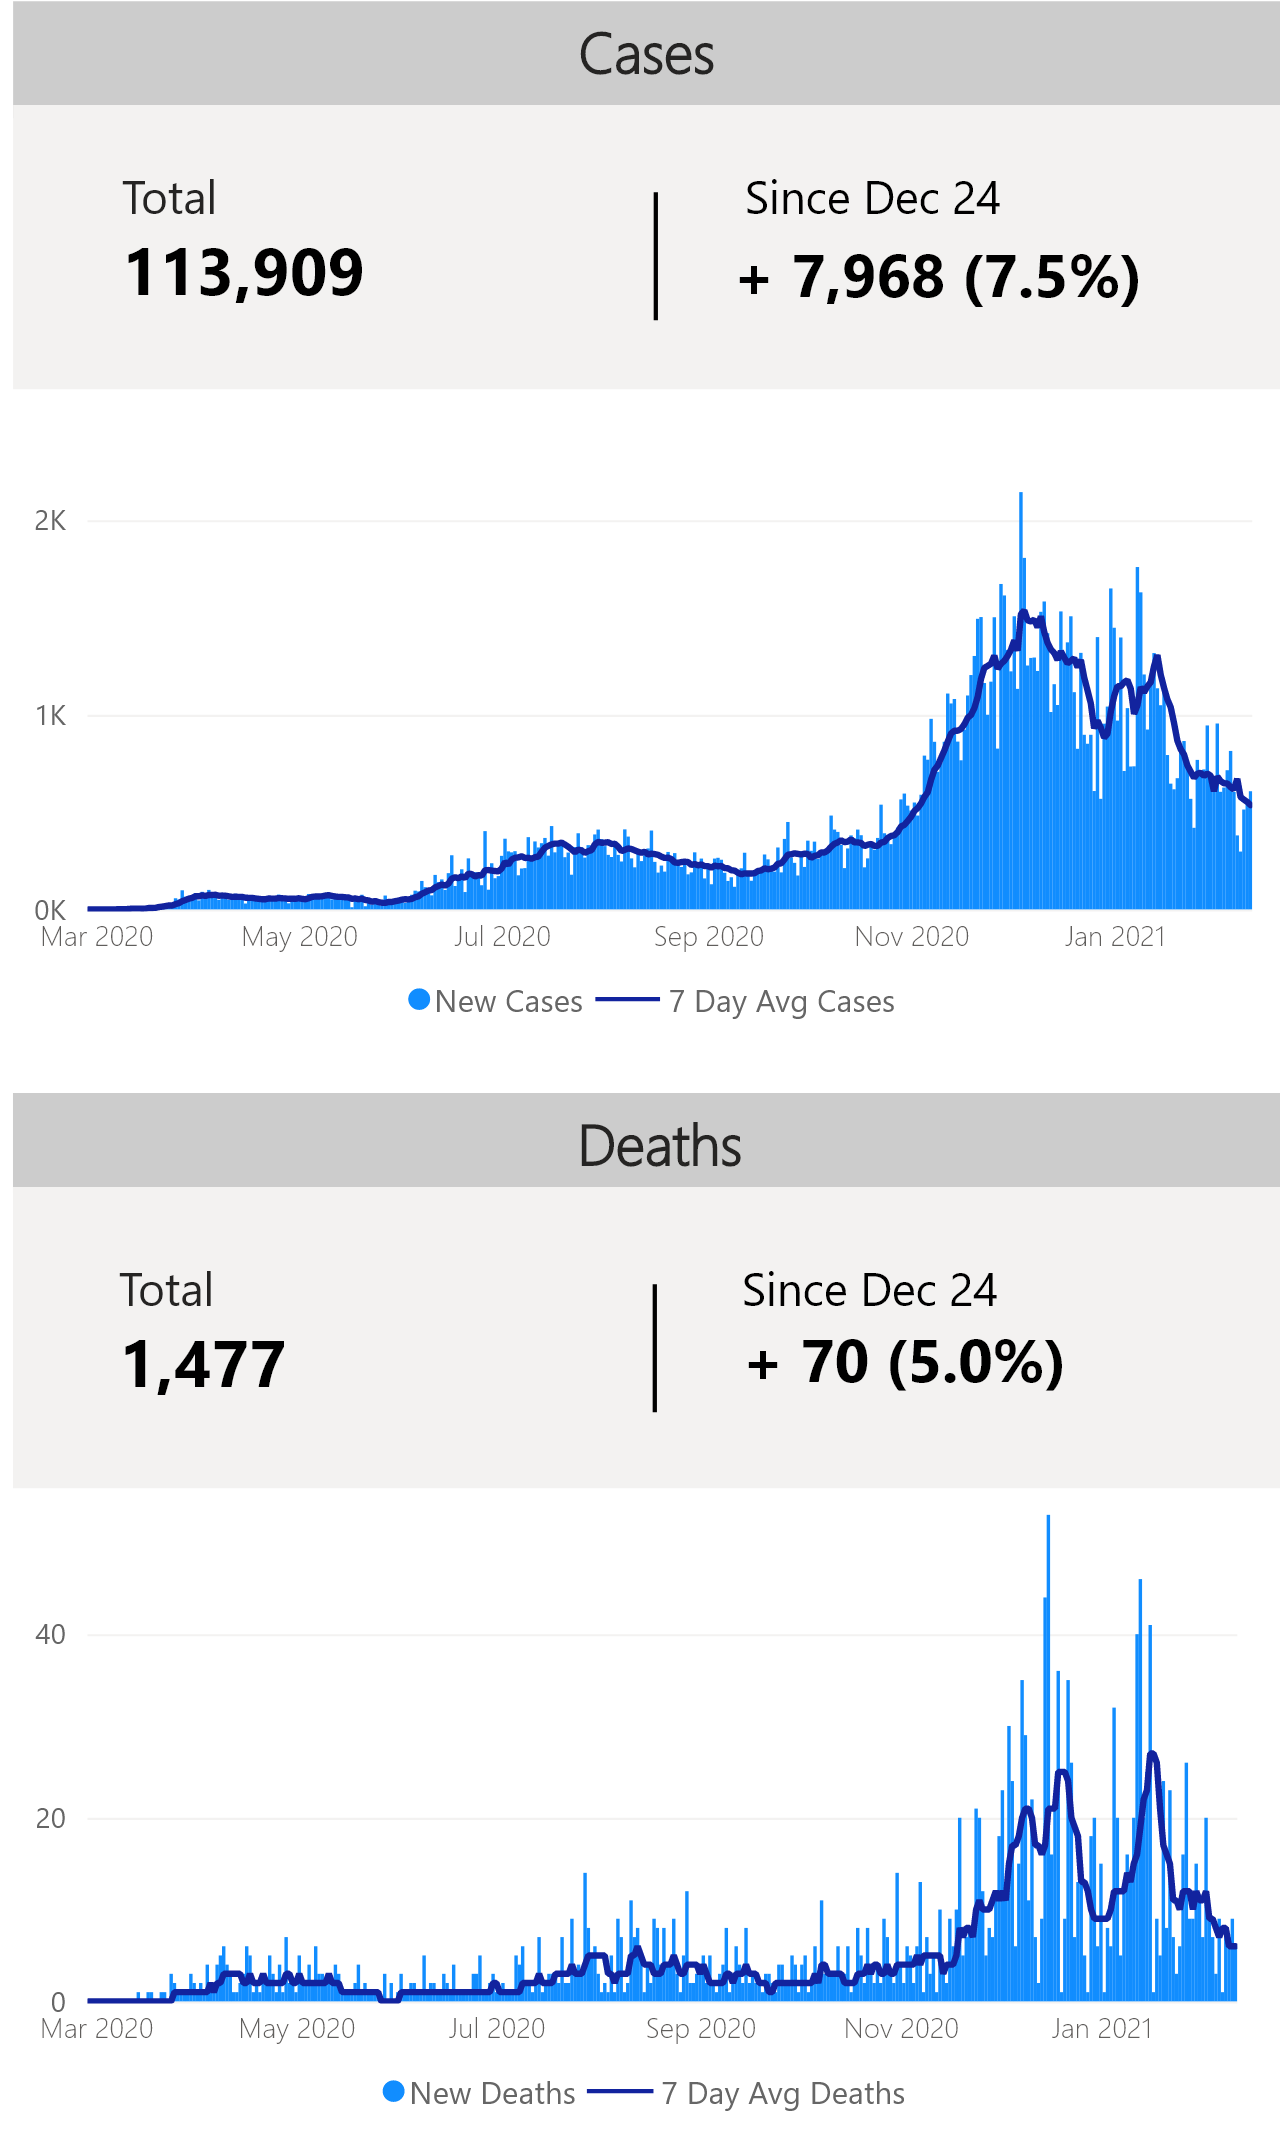 Cases
Total
Since Dec 24
113,909
+ 7,968 (7.5%)
2K
1K
0K
Mar 2020 May 2020 Jul 2020 Sep 2020 Nov 2020 Jan 2021
New Cases 7 Day Avg Cases
Deaths
Total
Since Dec 24
1,477
+ 70 (5.0%)
40
20
0
Mar 2020 May 2020 Jul 2020 Sep 2020 Nov 2020 Jan 2021
New Deaths 7 Day Avg Deaths